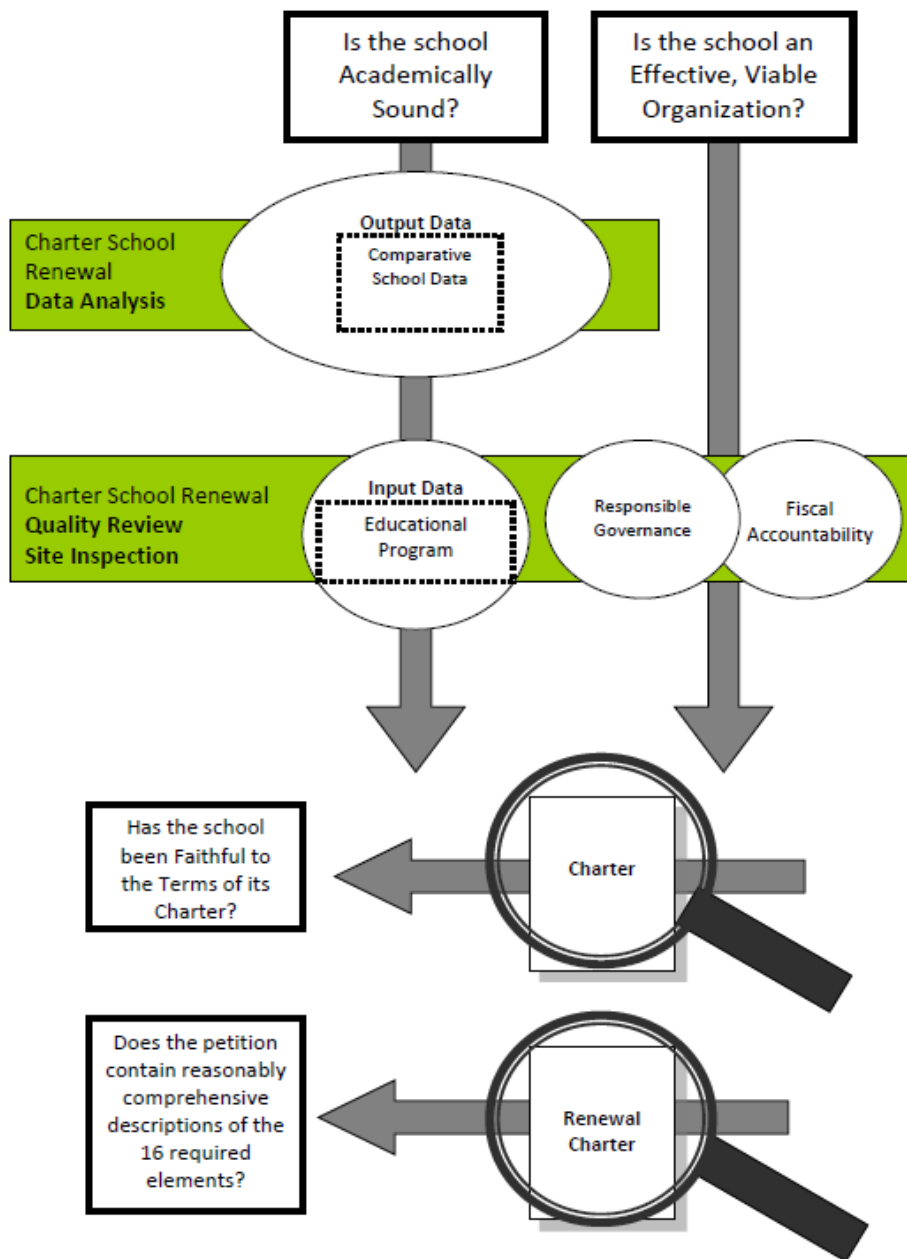 Is the school
Academically
Sound?
Is the school an
Effective, Viable
Organization?
Charter School
Renewal
Data Analysis
Output Data
Comparative
School Data
Charter School Renewal
Quality Review
Site Inspection
Input Data
Educational
Program
Responsible
Governance
Fiscal
Accountability
Has the school
been Faithful to
the Terms of its
Charter?
Charter
Does the petition
contain reasonably
comprehensive
descriptions of the
16 required
elements?
Renewal
Charter